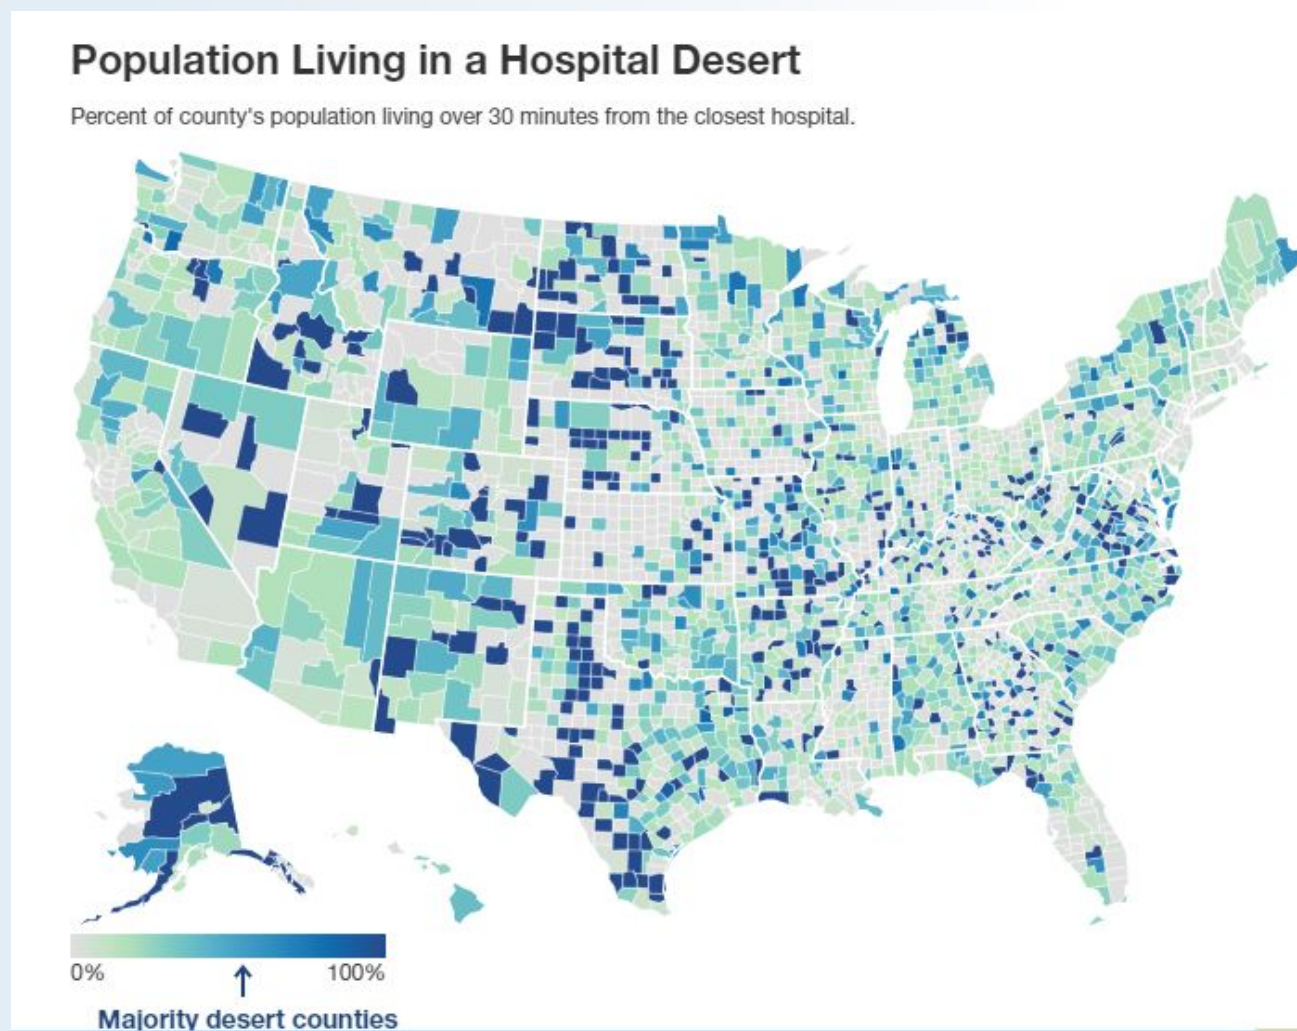 Population Living in a Hospital Desert
Percent of county's population living over 30 minutes from the closest hospital.
0% 100%
Majority desert counties